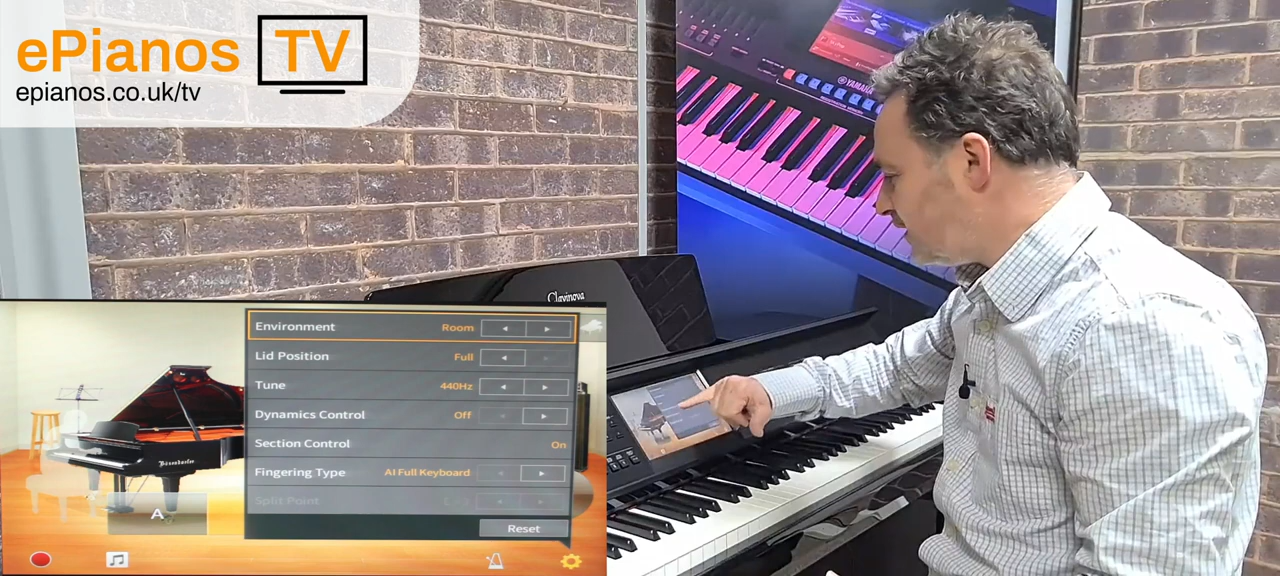 ePianos TV
epianos.co.uk/tv
YAMAHA
Clavinova
Environment Room
Lid Position Full
Tune 440Hz
Dynamics Control Off
Section Control On
Fingering Type AI Full Keyboard
Split Point
Bösendorfer
A
Reset